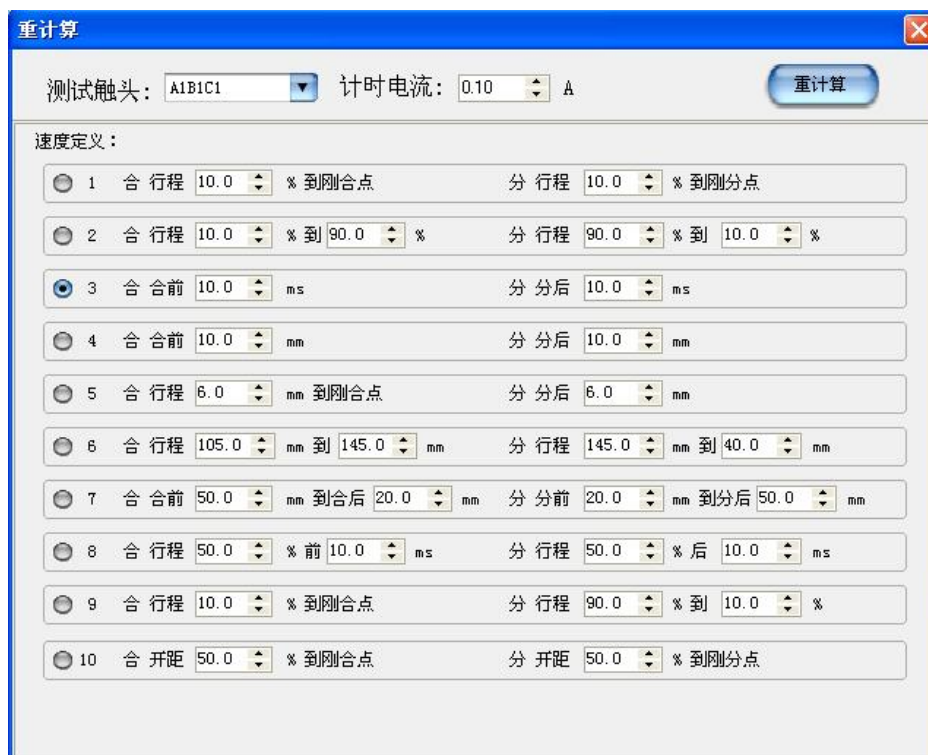 重计算
测试触头: A1B1C1 计时电流: 0.10 A 重计算
速度定义:
1 合 行程 10.0 % 到刚合点 分 行程 10.0 % 到刚分点
2 合 行程 10.0 % 到 90.0 % 分 行程 90.0 % 到 10.0 %
3 合 合前 10.0 ms 分 分后 10.0 ms
4 合 合前 10.0 mm 分 分后 10.0 mm
5 合 行程 6.0 mm 到刚合点 分 分后 6.0 mm
6 合 行程 105.0 mm 到 145.0 mm 分 行程 145.0 mm 到 40.0 mm
7 合 合前 50.0 mm 到合后 20.0 mm 分 分前 20.0 mm 到分后 50.0 mm
8 合 行程 50.0 % 前 10.0 ms 分 行程 50.0 % 后 10.0 ms
9 合 行程 10.0 % 到刚合点 分 行程 90.0 % 到 10.0 %
10 合 开距 50.0 % 到刚合点 分 开距 50.0 % 到刚分点